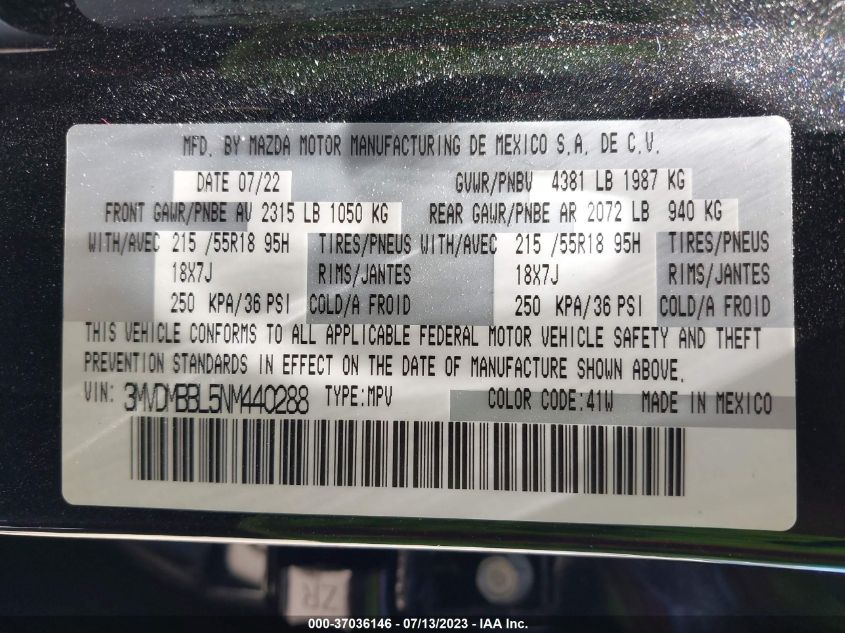 MFD. BY MAZDA MOTOR MANUFACTURING DE MEXICO S.A. DE C.V.
DATE 07/22 GVWR/PNBV 4381 LB 1987 KG
FRONT GAWR/PNBE AV 2315 LB 1050 KG REAR GAWR/PNBE AR 2072 LB 940 KG
WITH/AVEC 215 /55R18 95H TIRES/PNEUS WITH/AVEC 215 /55R18 95H TIRES/PNEUS
18X7J RIMS/JANTES 18X7J RIMS/JANTES
250 KPA/36 PSI COLD/A FROID 250 KPA/36 PSI COLD/A FROID
THIS VEHICLE CONFORMS TO ALL APPLICABLE FEDERAL MOTOR VEHICLE SAFETY AND THEFT
PREVENTION STANDARDS IN EFFECT ON THE DATE OF MANUFACTURE SHOWN ABOVE.
VIN: 3MVDMBBL5NM440288 TYPE:MPV COLOR CODE:41W MADE IN MEXICO
ZR
000-37036146 - 07/13/2023 - IAA Inc.